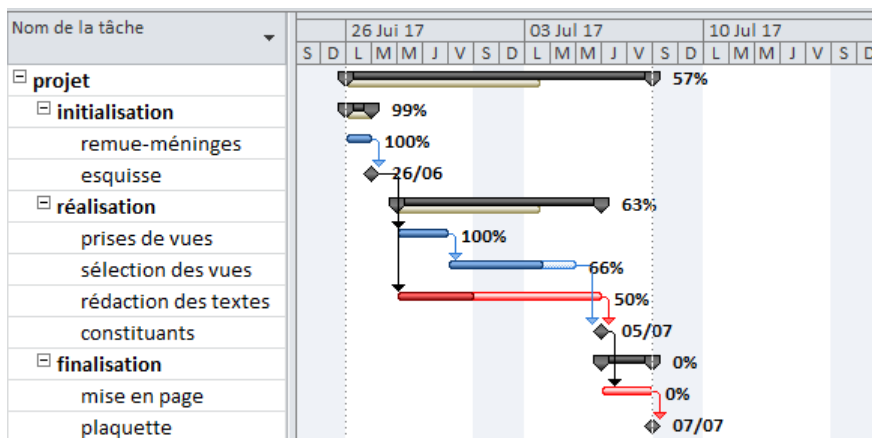 Nom de la tâche
26 Jui 17 03 Jul 17 10 Jul 17
S D L M M J V S D L M M J V S D L M M J V S D
projet 57%
initialisation 99%
remue-méninges 100%
esquisse 26/06
réalisation 63%
prises de vues 100%
sélection des vues 66%
rédaction des textes 50%
constituants 05/07
finalisation 0%
mise en page 0%
plaquette 07/07